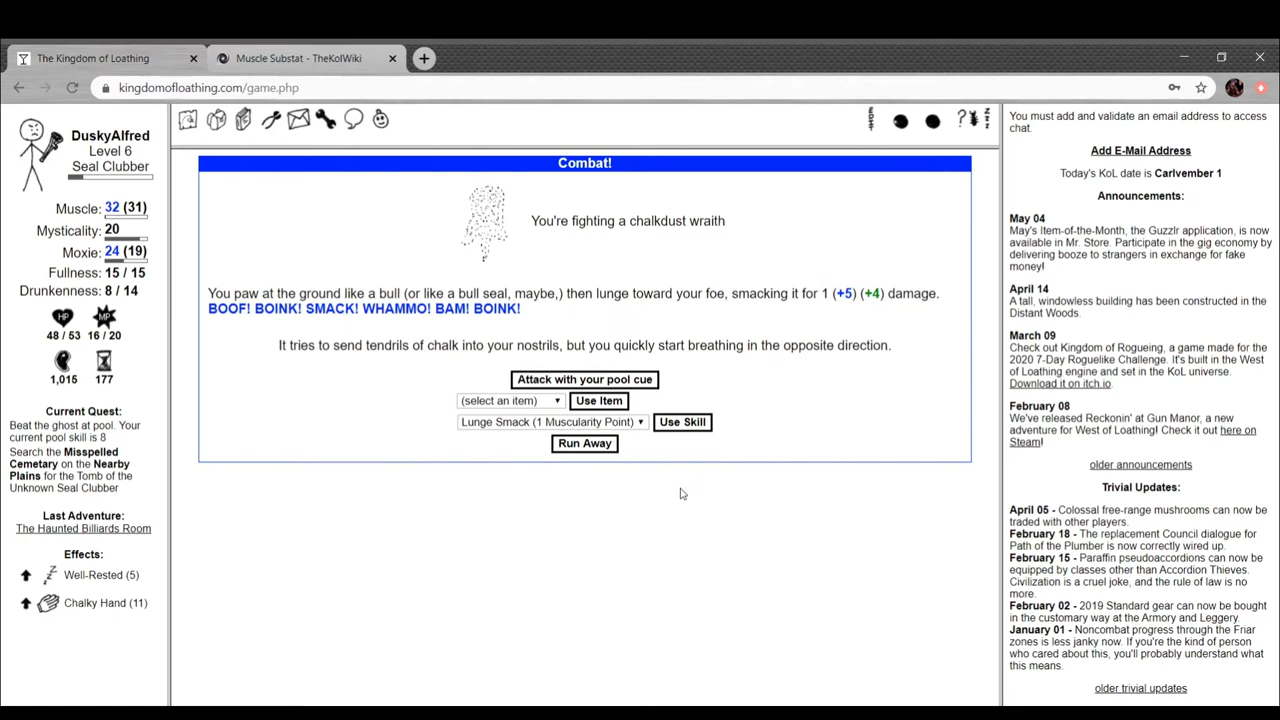 The Kingdom of Loathing
Muscle Substat - TheKolWiki
kingdomofloathing.com/game.php
DuskyAlfred
Level 6
Seal Clubber
Muscle: 32 (31)
Mysticality: 20
Moxie: 24 (19)
Fullness: 15 / 15
Drunkenness: 8 / 14
HP MP
48 / 53 16 / 20
1,015 177
Current Quest:
Beat the ghost at pool. Your
current pool skill is 8
Search the Misspelled
Cemetary on the Nearby
Plains for the Tomb of the
Unknown Seal Clubber
Last Adventure:
The Haunted Billiards Room
Effects:
Well-Rested (5)
Chalky Hand (11)
Combat!
You're fighting a chalkdust wraith
You paw at the ground like a bull (or like a bull seal, maybe,) then lunge toward your foe, smacking it for 1 (+5) (+4) damage.
BOOF! BOINK! SMACK! WHAMMO! BAM! BOINK!
It tries to send tendrils of chalk into your nostrils, but you quickly start breathing in the opposite direction.
Attack with your pool cue
(select an item) Use Item
Lunge Smack (1 Muscularity Point) Use Skill
Run Away
You must add and validate an email address to access
chat.
Add E-Mail Address
Today's KoL date is Carlvember 1
Announcements:
May 04
May's Item-of-the-Month, the Guzzlr application, is now
available in Mr. Store. Participate in the gig economy by
delivering booze to strangers in exchange for fake
money!
April 14
A tall, windowless building has been constructed in the
Distant Woods.
March 09
Check out Kingdom of Rogueing, a game made for the
2020 7-Day Roguelike Challenge. It's built in the West
of Loathing engine and set in the KoL universe.
Download it on itch.io.
February 08
We've released Reckonin' at Gun Manor, a new
adventure for West of Loathing! Check it out here on
Steam!
older announcements
Trivial Updates:
April 05 - Colossal free-range mushrooms can now be
traded with other players.
February 18 - The replacement Council dialogue for
Path of the Plumber is now correctly wired up.
February 15 - Paraffin pseudoaccordions can now be
equipped by classes other than Accordion Thieves.
Civilization is a cruel joke, and the rule of law is no
more.
February 02 - 2019 Standard gear can now be bought
in the customary way at the Armory and Leggery.
January 01 - Noncombat progress through the Friar
zones is less janky now. If you're the kind of person
who cared about this, you'll probably understand what
this means.
older trivial updates